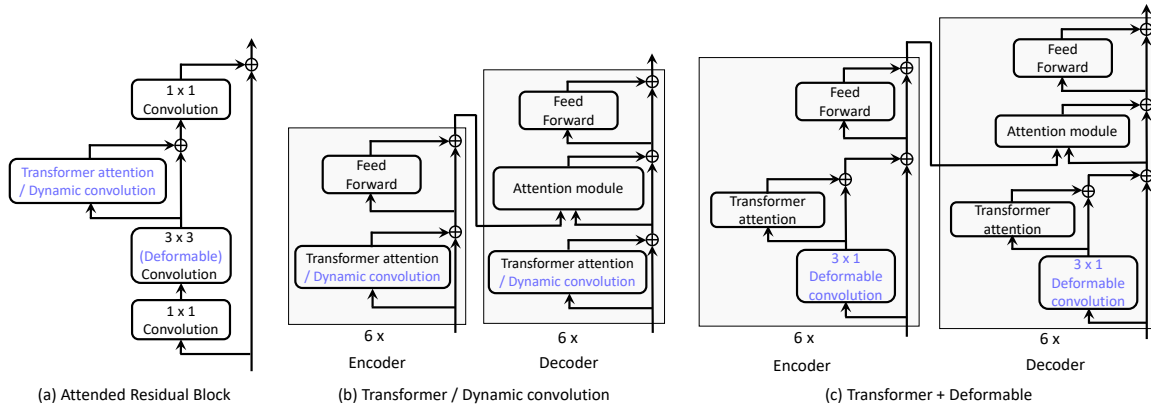 1 x 1
Convolution
Transformer attention
/ Dynamic convolution
3 x 3
(Deformable)
Convolution
1 x 1
Convolution
(a) Attended Residual Block
Feed
Forward
Transformer attention
/ Dynamic convolution
6 x
Encoder
Feed
Forward
Attention module
Transformer attention
/ Dynamic convolution
6 x
Decoder
(b) Transformer / Dynamic convolution
Feed
Forward
Transformer
attention
3 x 1
Deformable
convolution
6 x
Encoder
Feed
Forward
Attention module
Transformer
attention
3 x 1
Deformable
convolution
6 x
Decoder
(c) Transformer + Deformable